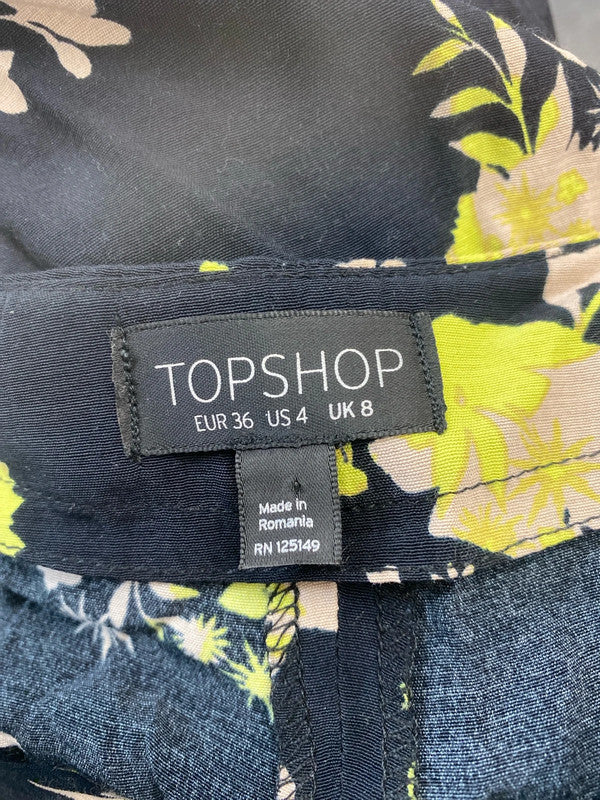 TOPSHOP
EUR 36 US 4 UK 8
Made in
Romania
RN 125149